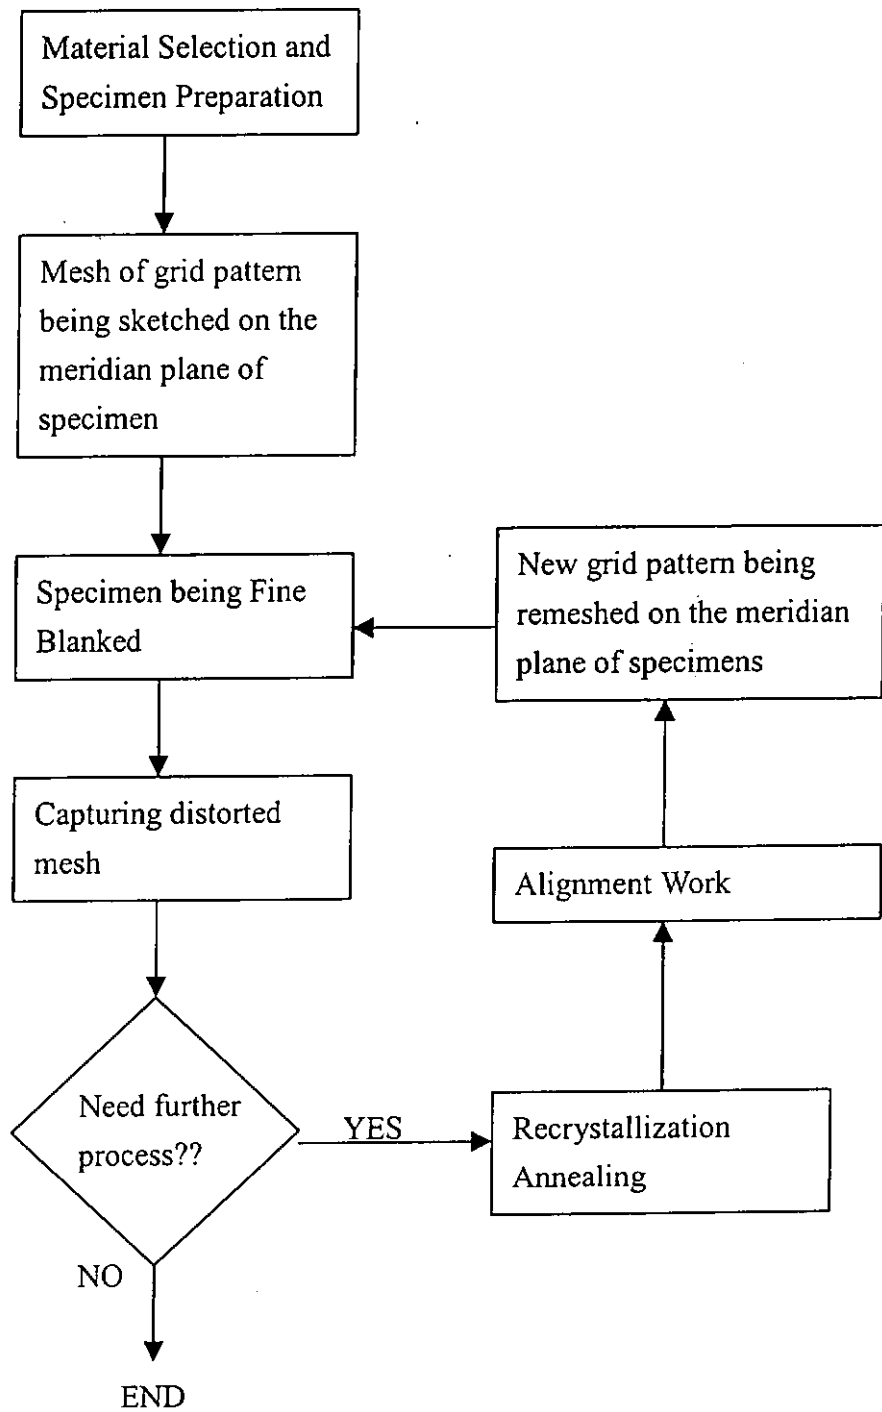 Material Selection and
Specimen Preparation
Mesh of grid pattern
being sketched on the
meridian plane of
specimen
Specimen being Fine
Blanked
New grid pattern being
remeshed on the meridian
plane of specimens
Capturing distorted
mesh
Alignment Work
Need further
process??
YES
Recrystallization
Annealing
NO
END